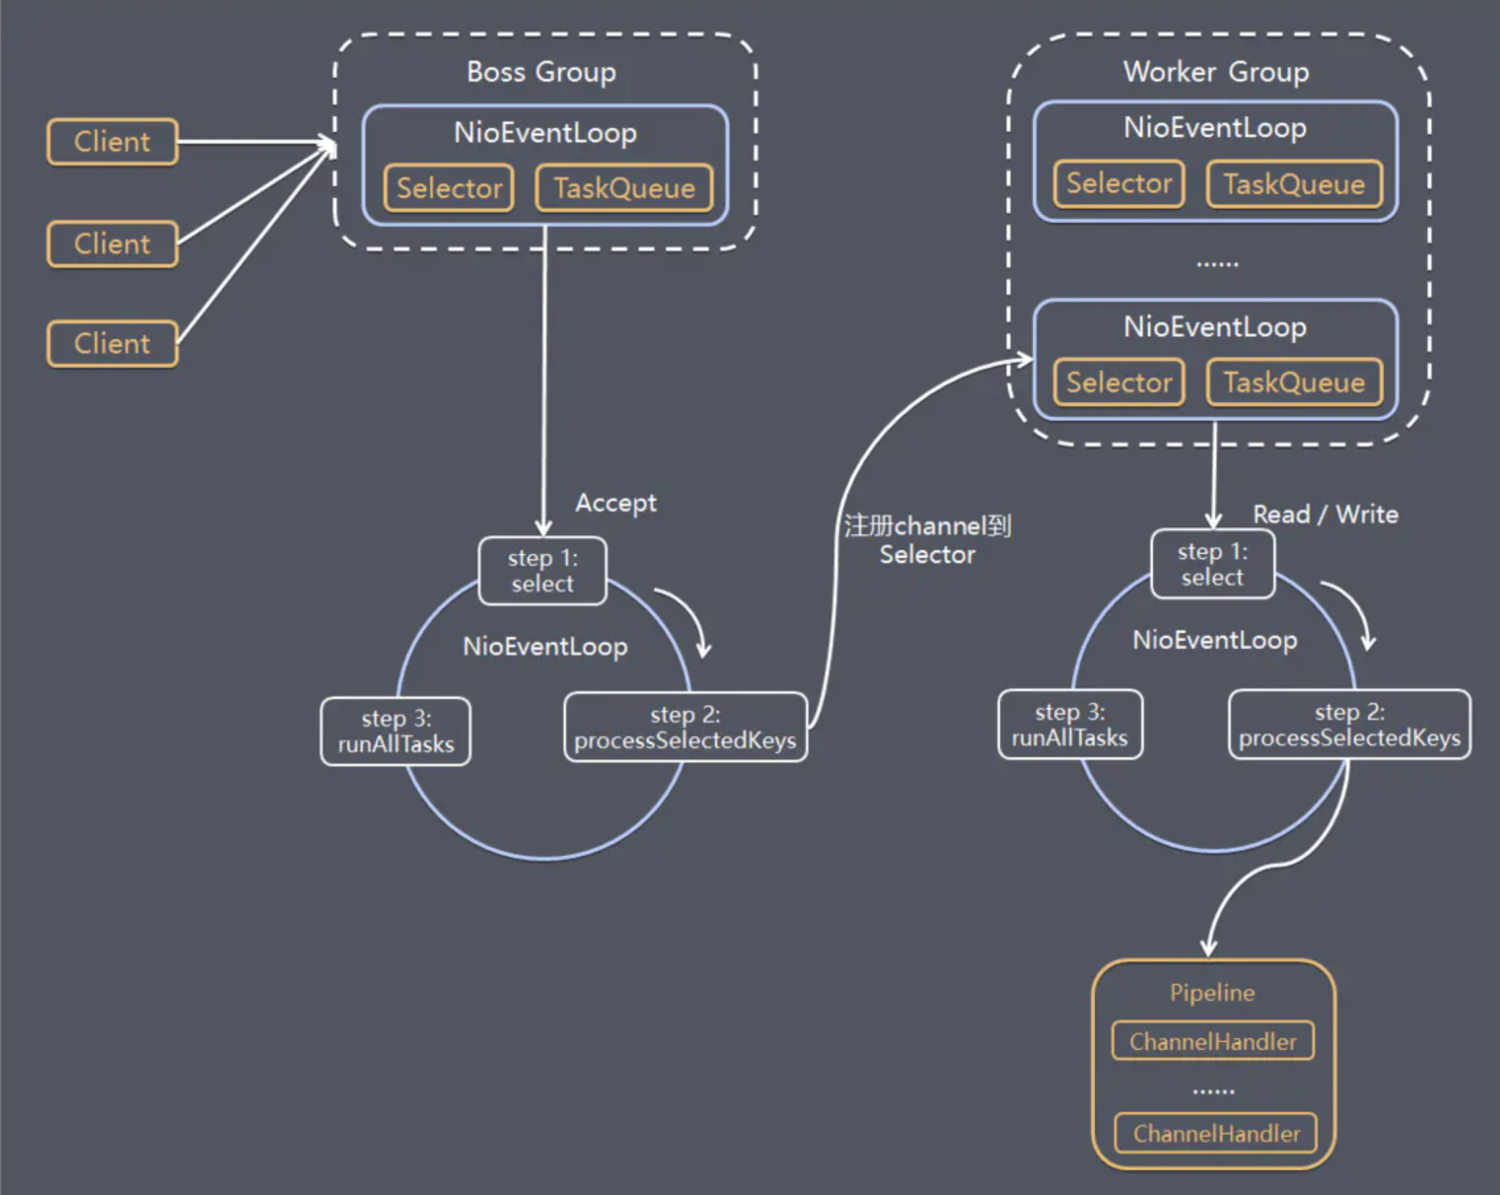 Client
Client
Client
Boss Group
NioEventLoop
Selector
TaskQueue
Accept
step 1:
select
NioEventLoop
step 2:
processSelectedKeys
step 3:
runAllTasks
注册channel到
Selector
Worker Group
NioEventLoop
Selector
TaskQueue
......
NioEventLoop
Selector
TaskQueue
Read / Write
step 1:
select
NioEventLoop
step 2:
processSelectedKeys
step 3:
runAllTasks
Pipeline
ChannelHandler
......
ChannelHandler